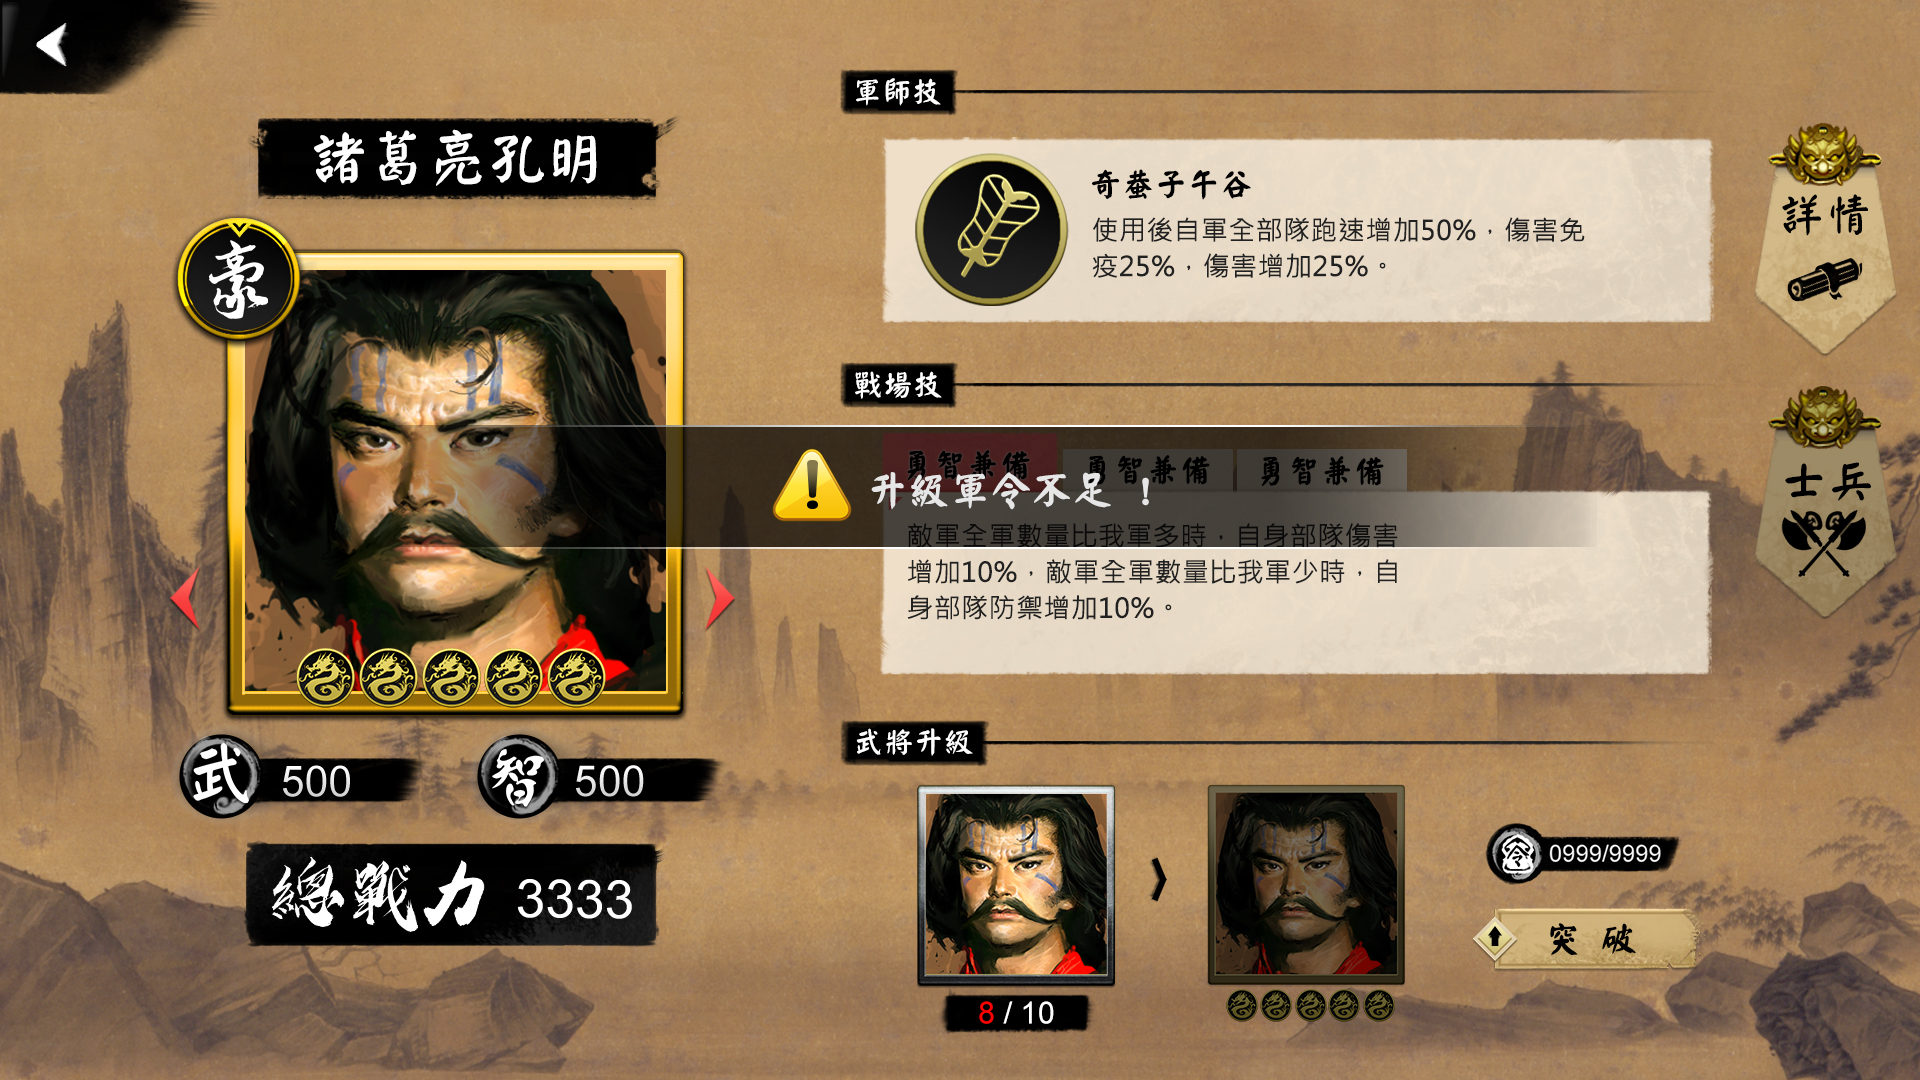 軍師技
諸葛亮孔明
奇蛰子午谷
使用後自軍全部隊跑速增加50%，傷害免
疫25%，傷害增加25%。
詳情
豪
戰場技
勇智兼備 勇智兼備 勇智兼備
升級軍令不足！
敵軍全軍數量比我軍多時，自身部隊傷害
增加10%，敵軍全軍數量比我軍少時，自
身部隊防禦增加10%。
士兵
武將升級
武 500 智 500
總戰力 3333
令 0999/9999
突破
8 / 10